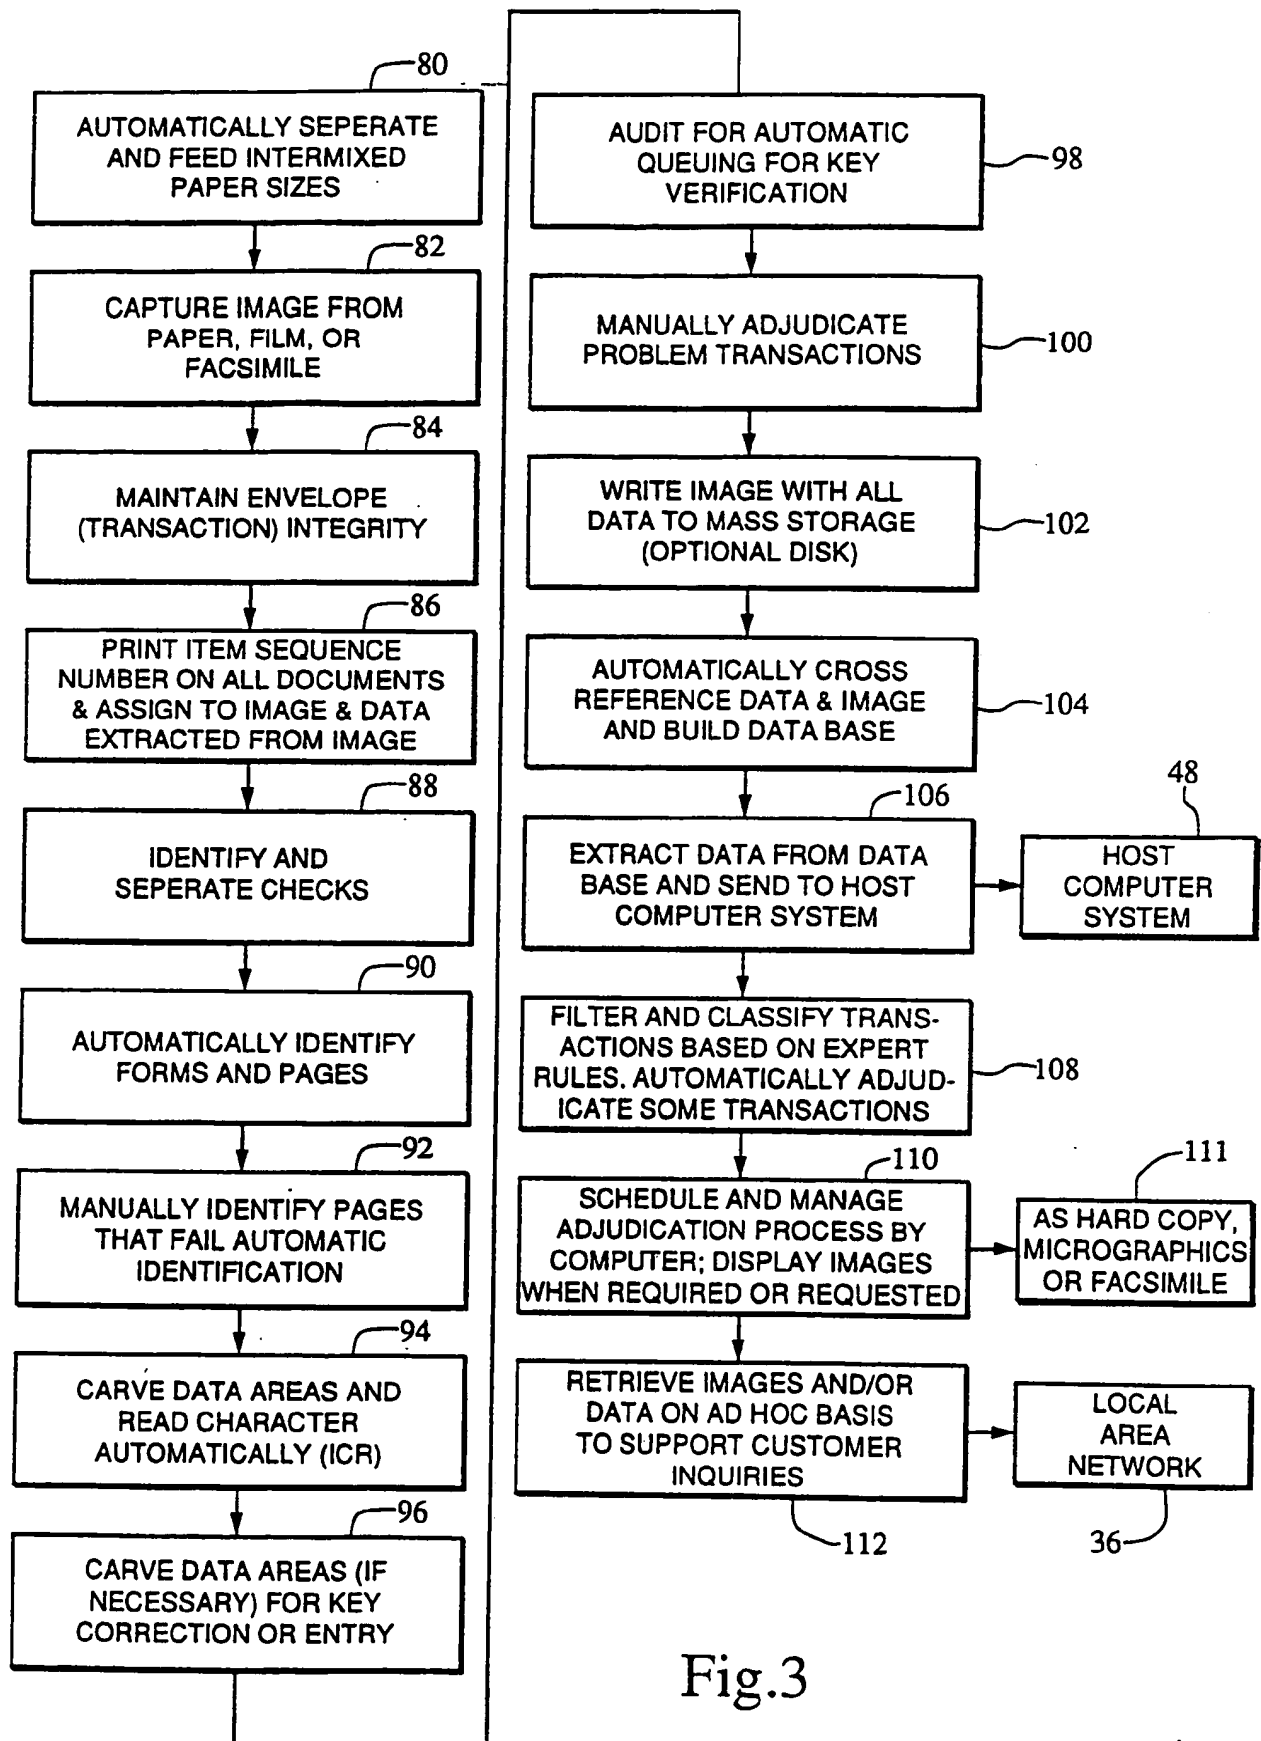 80
AUTOMATICALLY SEPERATE
AND FEED INTERMIXED
PAPER SIZES
82
CAPTURE IMAGE FROM
PAPER, FILM, OR
FACSIMILE
84
MAINTAIN ENVELOPE
(TRANSACTION) INTEGRITY
86
PRINT ITEM SEQUENCE
NUMBER ON ALL DOCUMENTS
& ASSIGN TO IMAGE & DATA
EXTRACTED FROM IMAGE
88
IDENTIFY AND
SEPERATE CHECKS
90
AUTOMATICALLY IDENTIFY
FORMS AND PAGES
92
MANUALLY IDENTIFY PAGES
THAT FAIL AUTOMATIC
IDENTIFICATION
94
CARVE DATA AREAS AND
READ CHARACTER
AUTOMATICALLY (ICR)
96
CARVE DATA AREAS (IF
NECESSARY) FOR KEY
CORRECTION OR ENTRY
AUDIT FOR AUTOMATIC
QUEUING FOR KEY
VERIFICATION
98
MANUALLY ADJUDICATE
PROBLEM TRANSACTIONS
100
WRITE IMAGE WITH ALL
DATA TO MASS STORAGE
(OPTIONAL DISK)
102
AUTOMATICALLY CROSS
REFERENCE DATA & IMAGE
AND BUILD DATA BASE
104
106
EXTRACT DATA FROM DATA
BASE AND SEND TO HOST
COMPUTER SYSTEM
48
HOST
COMPUTER
SYSTEM
FILTER AND CLASSIFY TRANS-
ACTIONS BASED ON EXPERT
RULES. AUTOMATICALLY ADJUD-
ICATE SOME TRANSACTIONS
108
110
SCHEDULE AND MANAGE
ADJUDICATION PROCESS BY
COMPUTER; DISPLAY IMAGES
WHEN REQUIRED OR REQUESTED
111
AS HARD COPY,
MICROGRAPHICS
OR FACSIMILE
RETRIEVE IMAGES AND/OR
DATA ON AD HOC BASIS
TO SUPPORT CUSTOMER
INQUIRIES
112
LOCAL
AREA
NETWORK
36
Fig.3